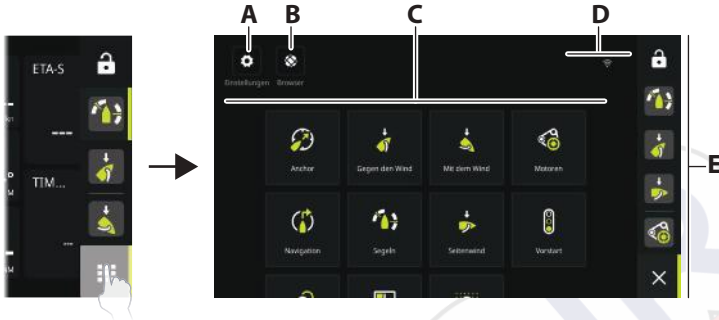 A
B
C
D
E
ETA-S
---
TIM...
---
Einstellungen Browser
Anchor Gegen den Wind Mit dem Wind Motoren
Navigation Segeln Seitenwind Vorstart